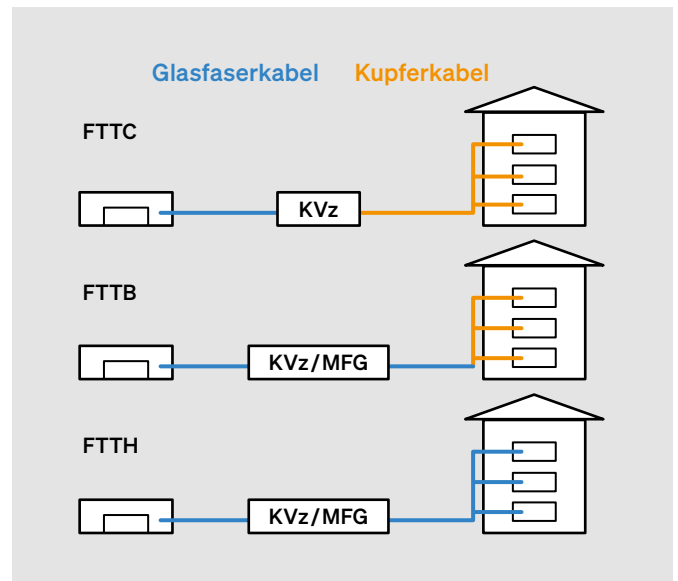 Glasfaserkabel Kupferkabel
FTTC
KVz
FTTB
KVz/MFG
FTTH
KVz/MFG